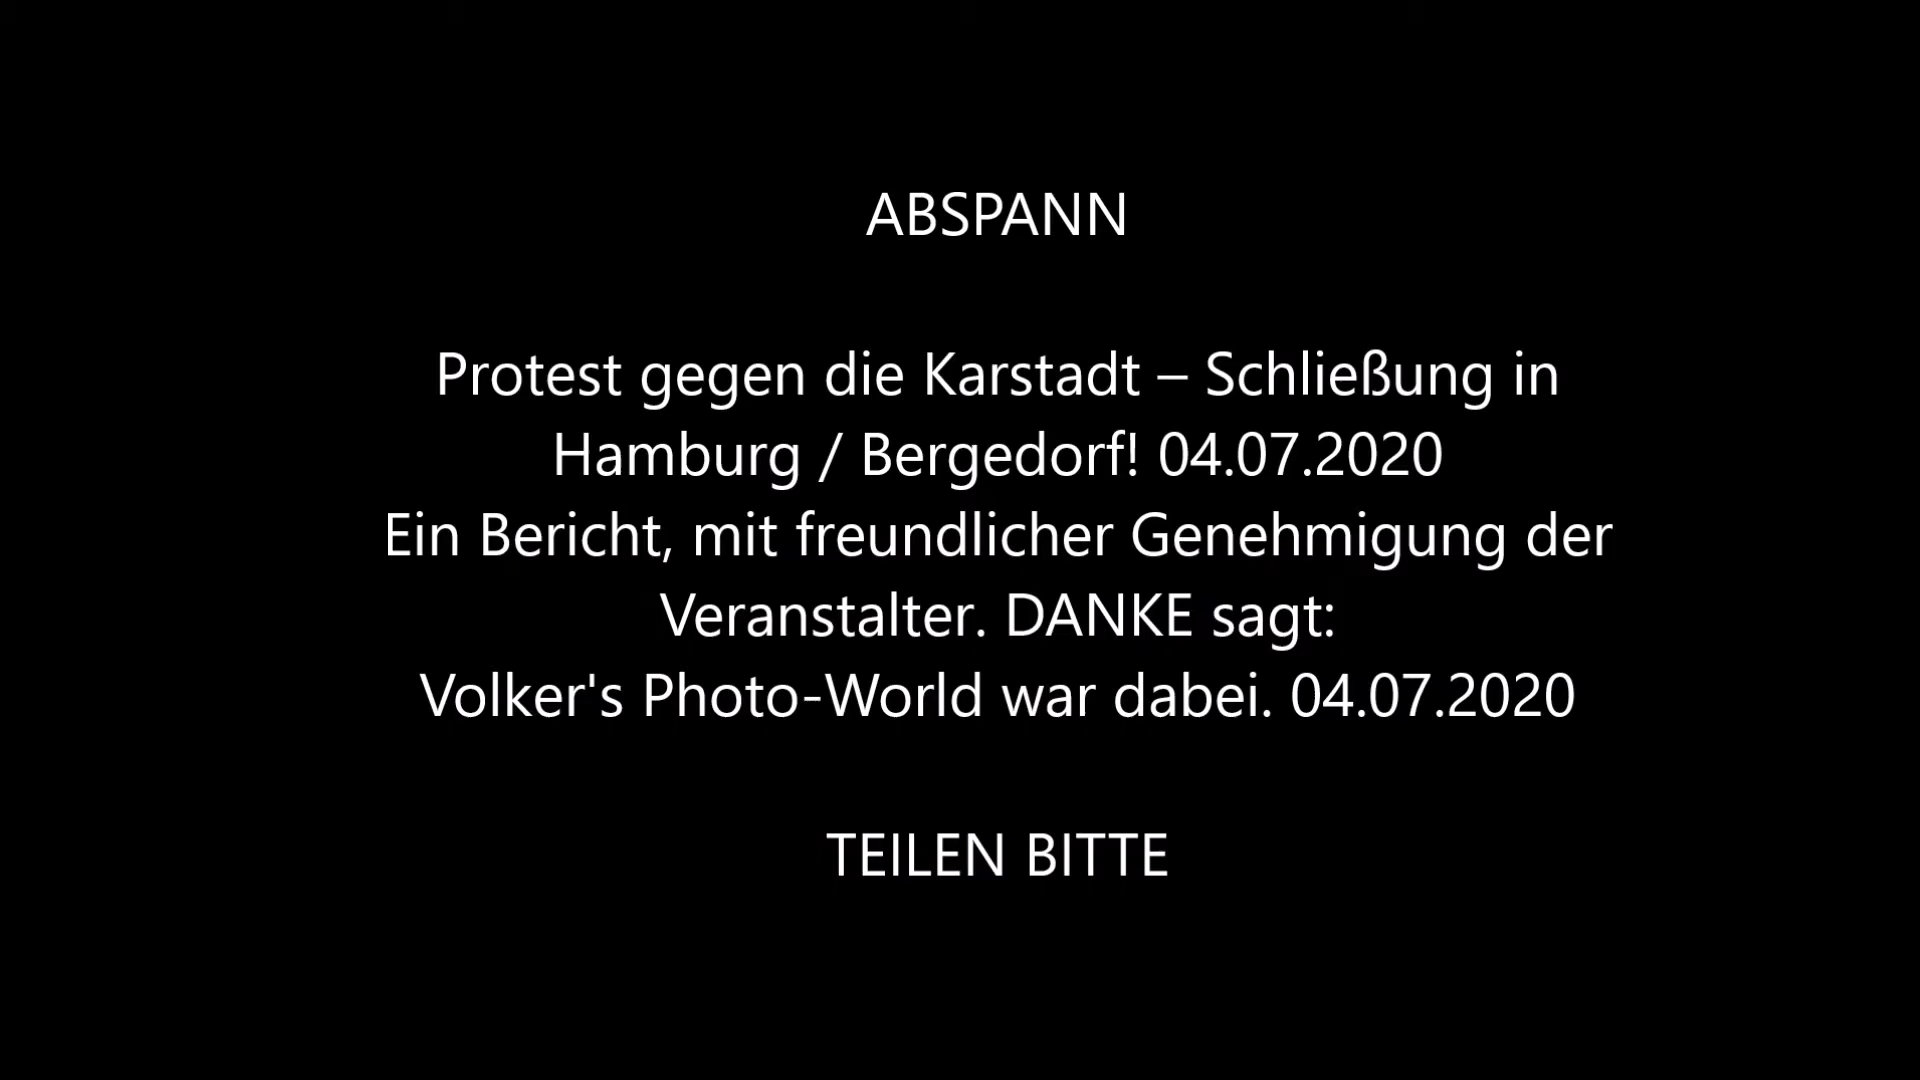 ABSPANN
Protest gegen die Karstadt – Schließung in
Hamburg / Bergedorf! 04.07.2020
Ein Bericht, mit freundlicher Genehmigung der
Veranstalter. DANKE sagt:
Volker's Photo-World war dabei. 04.07.2020
TEILEN BITTE